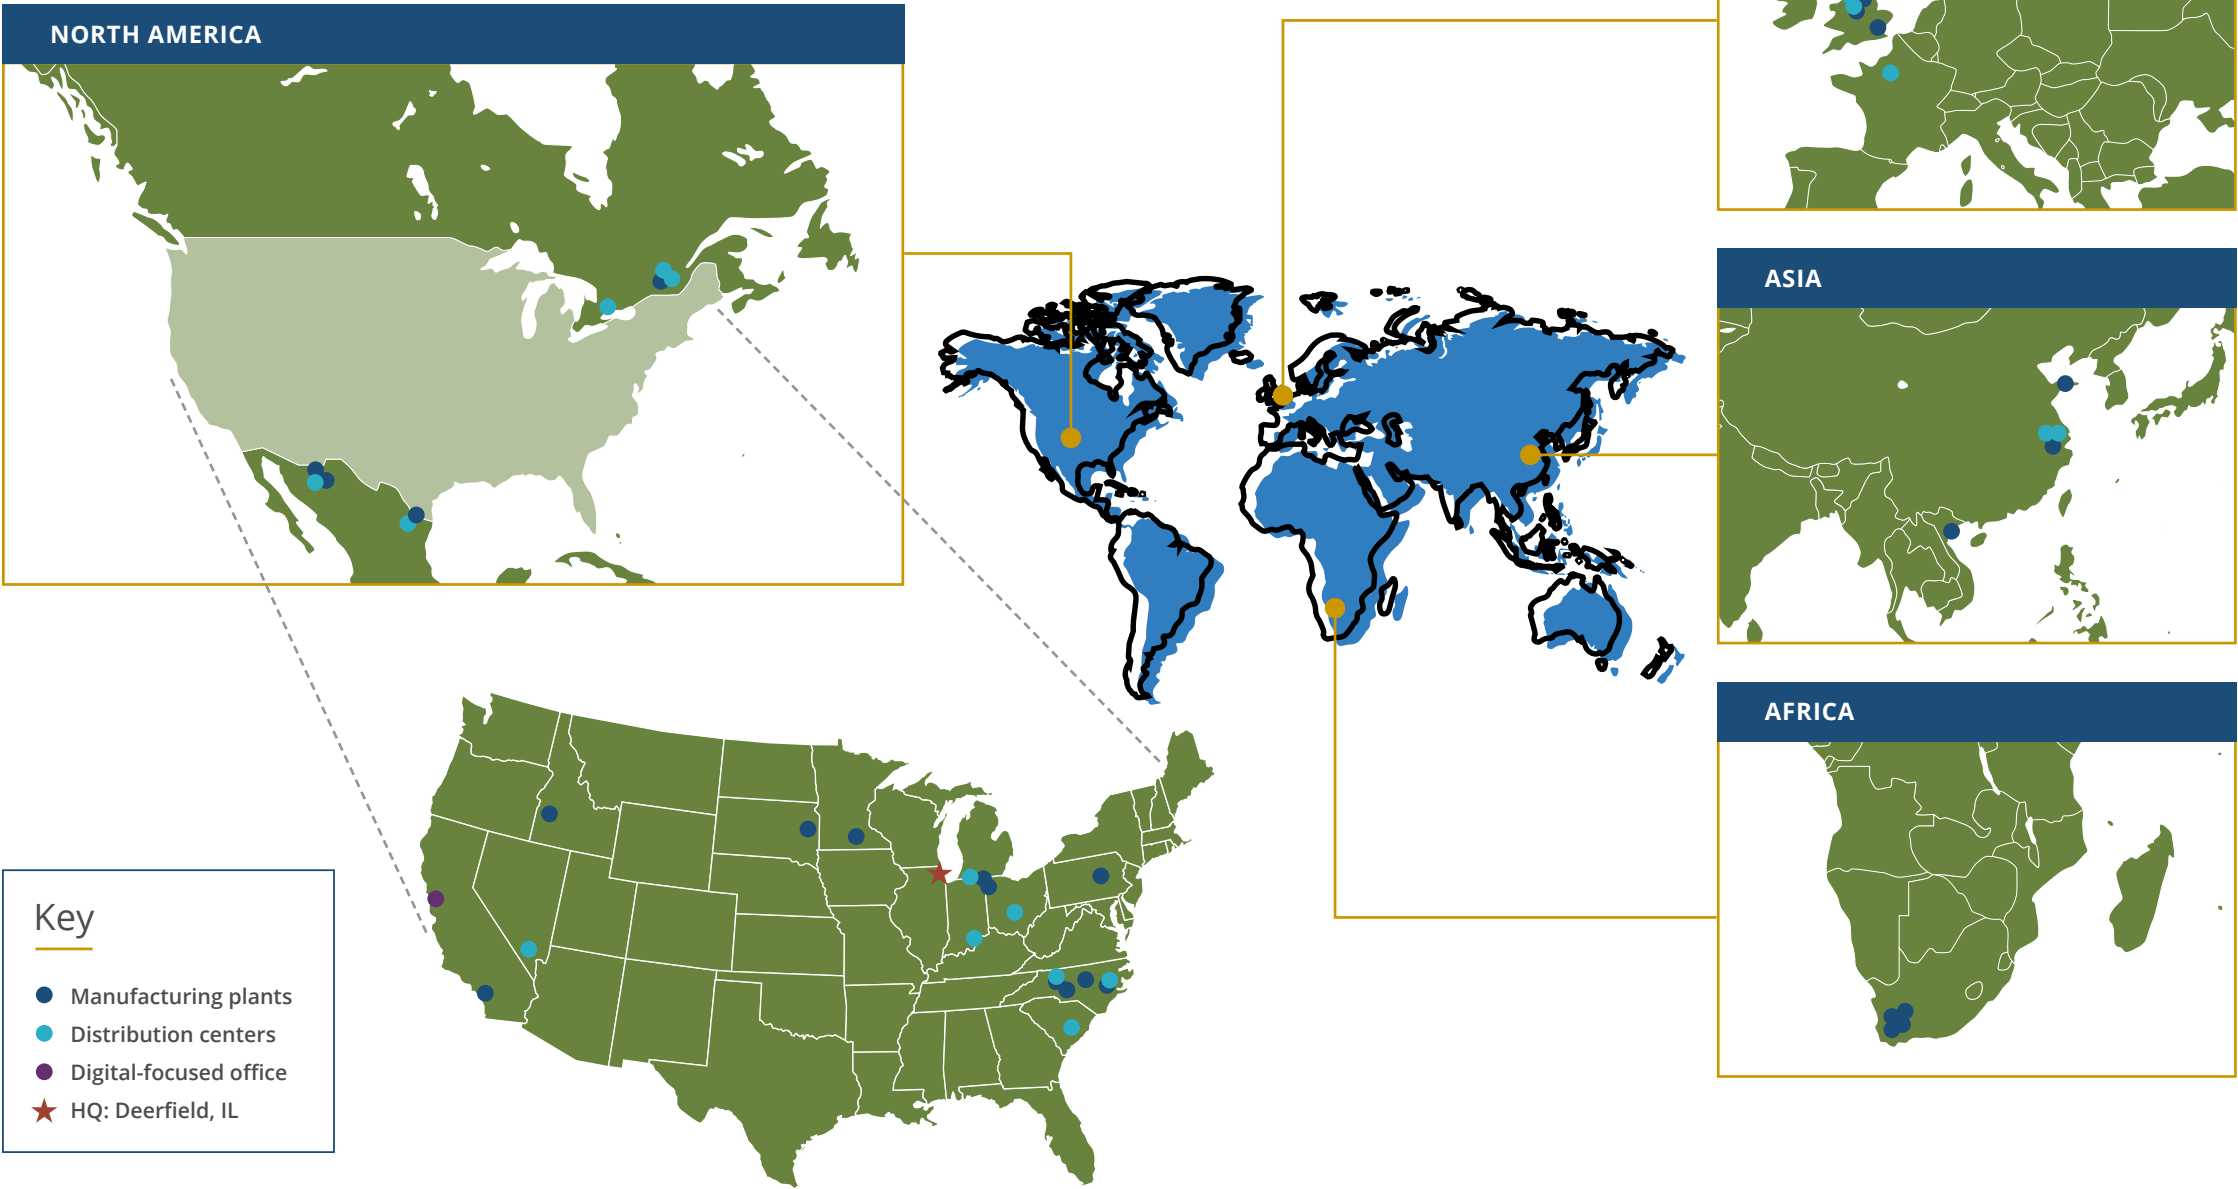 NORTH AMERICA
ASIA
AFRICA
Key
Manufacturing plants
Distribution centers
Digital-focused office
HQ: Deerfield, IL